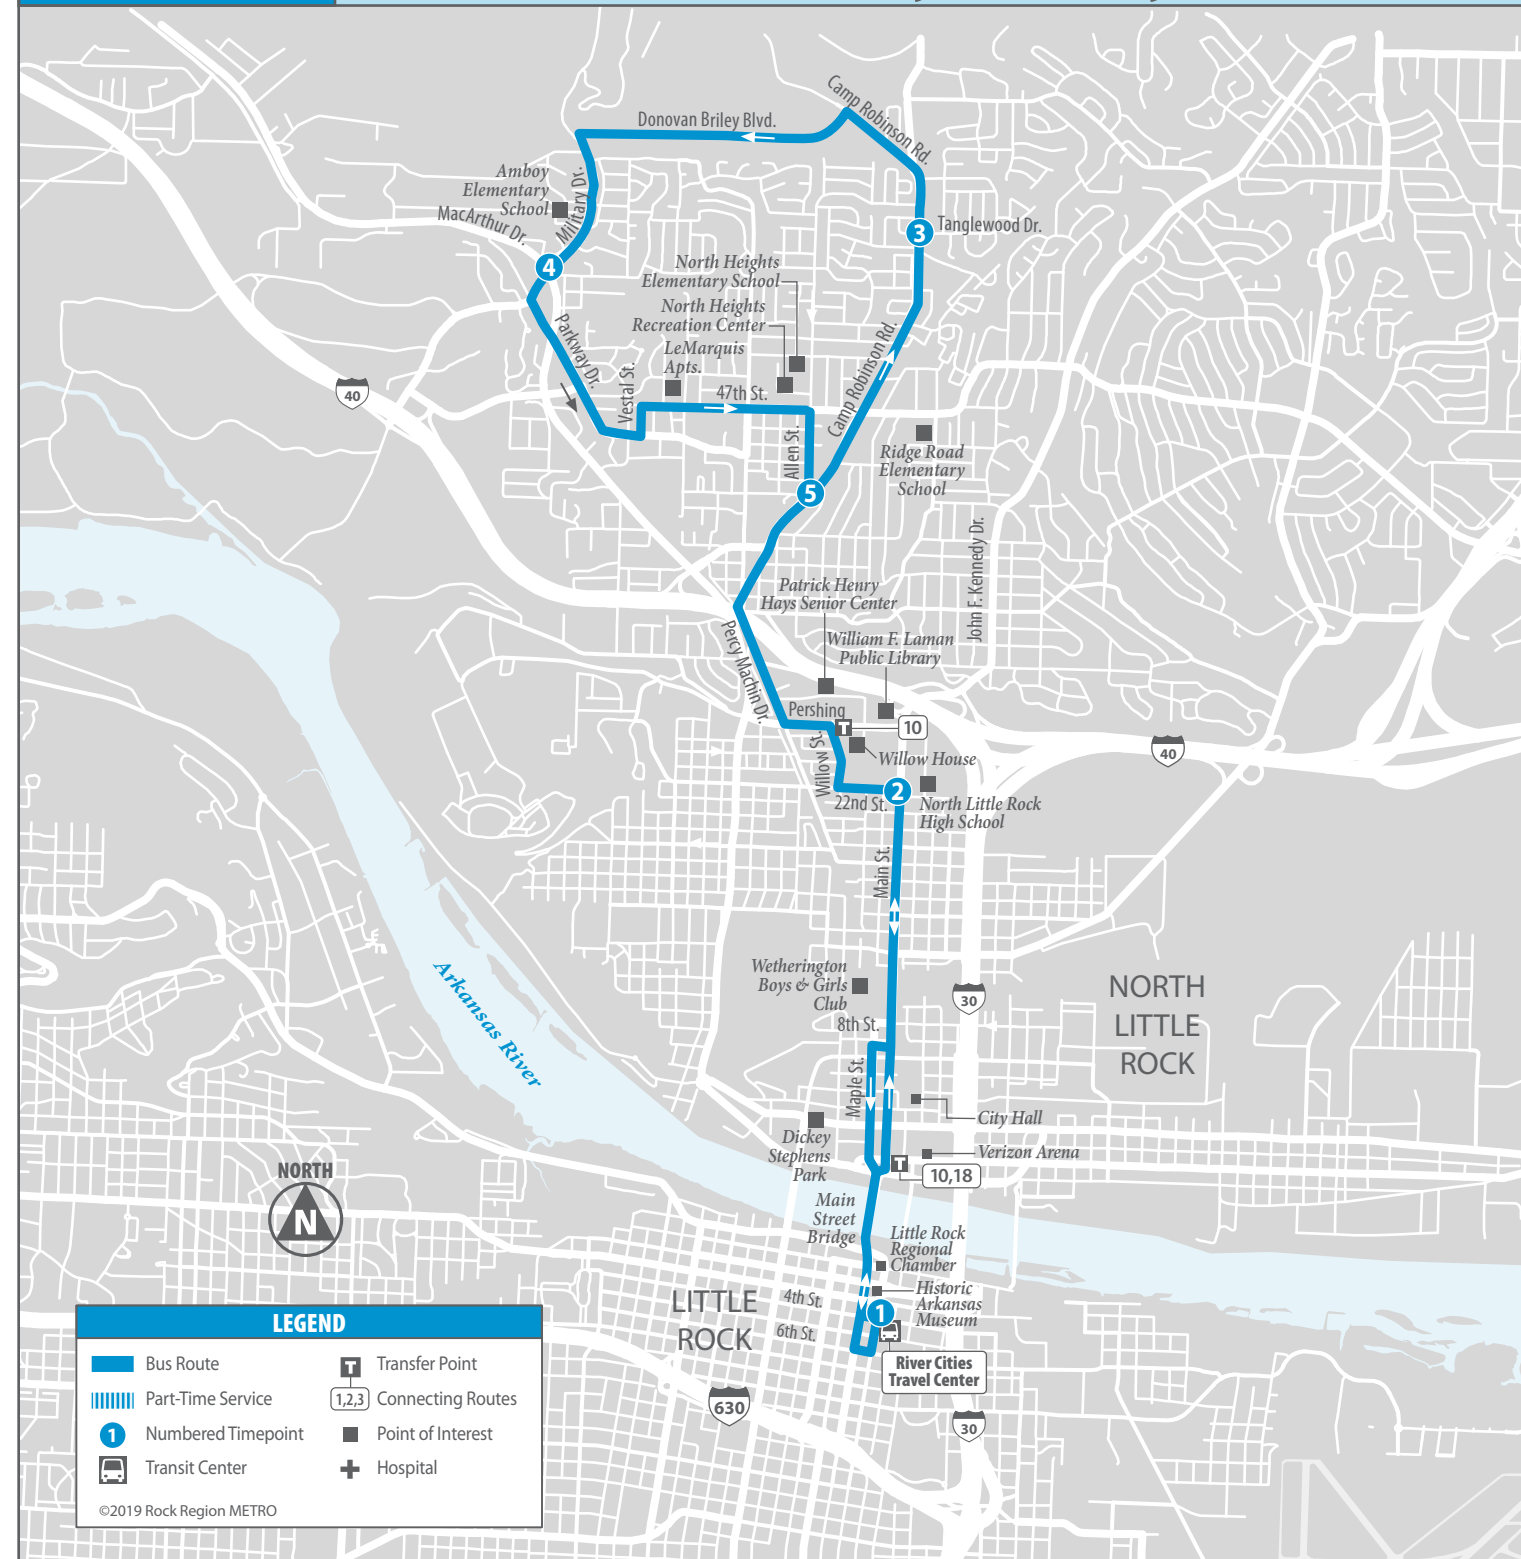 Camp Robinson Rd.
Donovan Briley Blvd.
Amboy
Elementary
School
Military Dr.
MacArthur Dr.
3
Tanglewood Dr.
4
North Heights
Elementary School
North Heights
Recreation Center
LeMarquis
Apts.
Parkway Dr.
Vestal St.
47th St.
Camp Robinson Rd.
40
Allen St.
Ridge Road
Elementary
School
5
John F. Kennedy Dr.
Patrick Henry
Hays Senior Center
William F. Laman
Public Library
Percy Machin Dr.
Pershing
T
10
Willow House
40
Willow St.
2
22nd St.
North Little Rock
High School
Main St.
Arkansas River
Wetherington
Boys & Girls
Club
30
NORTH
LITTLE
ROCK
8th St.
Maple St.
City Hall
Dickey
Stephens
Park
Verizon Arena
T
10,18
NORTH
N
Main
Street
Bridge
Little Rock
Regional
Chamber
Historic
Arkansas
Museum
LITTLE
ROCK
4th St.
6th St.
1
River Cities
Travel Center
630
30
LEGEND
Bus Route
T
Transfer Point
Part-Time Service
1,2,3
Connecting Routes
1
Numbered Timepoint
Point of Interest
Transit Center
Hospital
©2019 Rock Region METRO